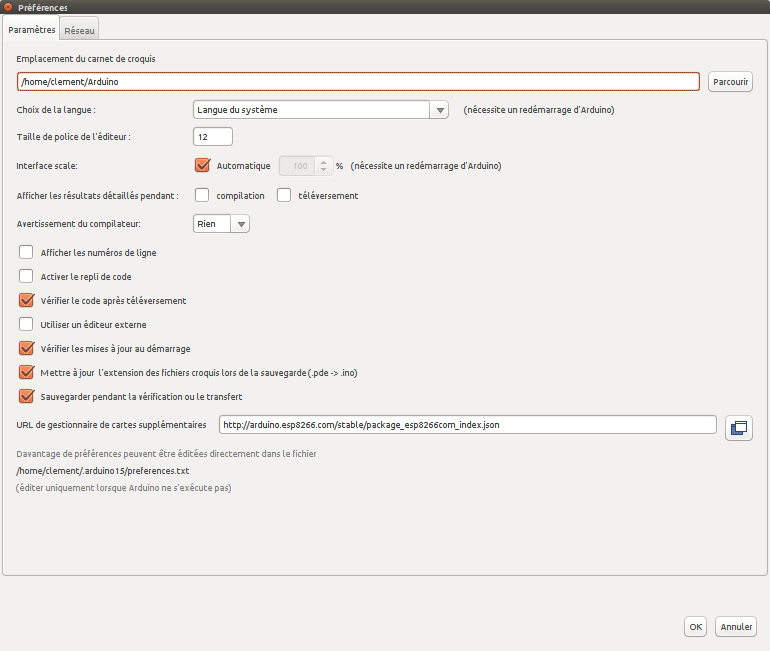 Préférences
Paramètres Réseau
Emplacement du carnet de croquis
/home/clement/Arduino Parcourir
Choix de la langue : Langue du système (nécessite un redémarrage d'Arduino)
Taille de police de l'éditeur : 12
Interface scale: Automatique 100 % (nécessite un redémarrage d'Arduino)
Afficher les résultats détaillés pendant : compilation téléversement
Avertissement du compilateur: Rien
Afficher les numéros de ligne
Activer le repli de code
Vérifier le code après téléversement
Utiliser un éditeur externe
Vérifier les mises à jour au démarrage
Mettre à jour l'extension des fichiers croquis lors de la sauvegarde (.pde -> .ino)
Sauvegarder pendant la vérification ou le transfert
URL de gestionnaire de cartes supplémentaires http://arduino.esp8266.com/stable/package_esp8266com_index.json
Davantage de préférences peuvent être éditées directement dans le fichier
/home/clement/.arduino15/preferences.txt
(éditer uniquement lorsque Arduino ne s'exécute pas)
OK Annuler